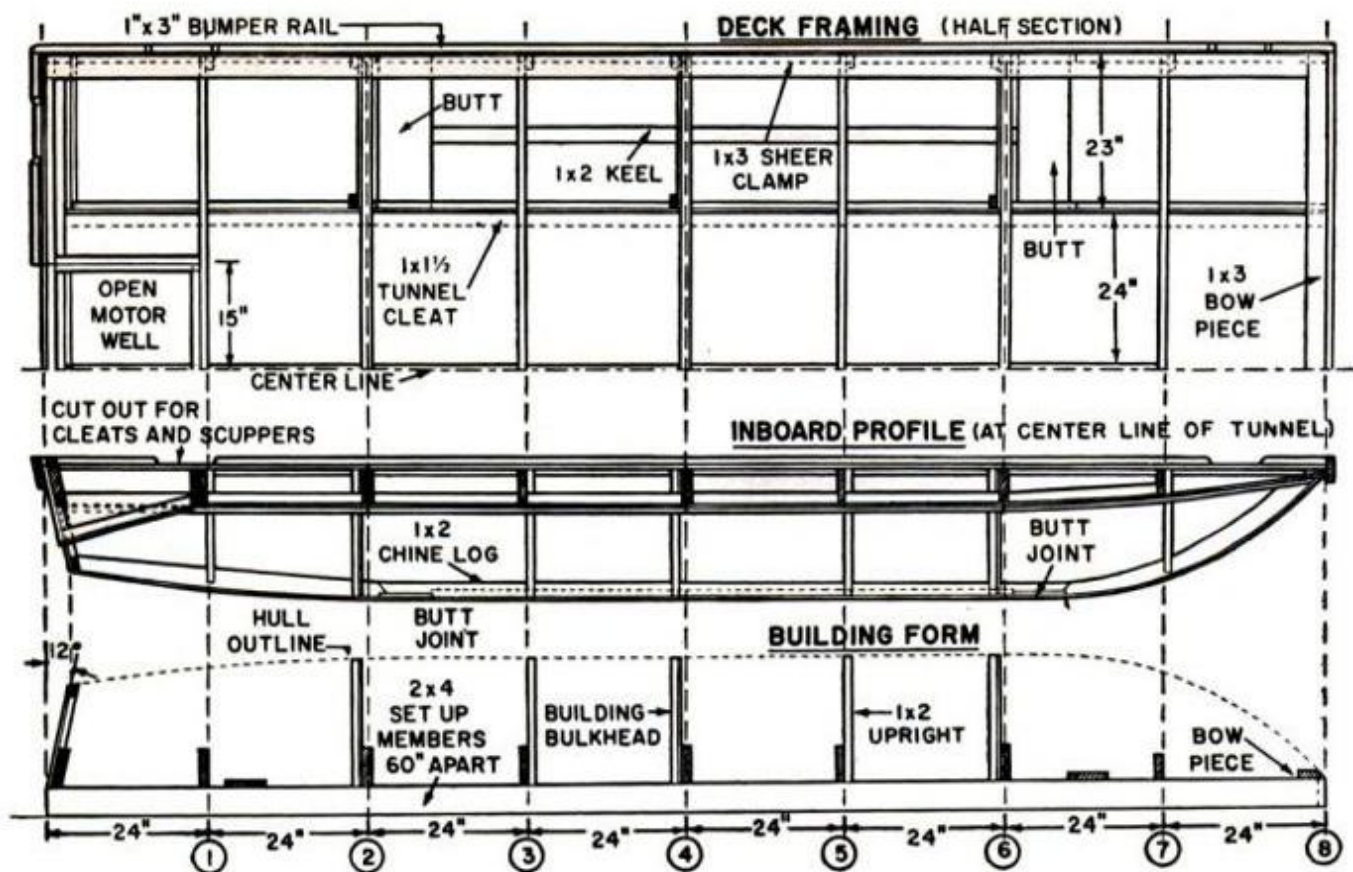 1"x 3" BUMPER RAIL
DECK FRAMING (HALF SECTION)
BUTT
1x2 KEEL
1x3 SHEER
CLAMP
23"
BUTT
1x1½
TUNNEL
CLEAT
24"
1x3
BOW
PIECE
OPEN
MOTOR
WELL
15"
CENTER LINE
CUT OUT FOR
CLEATS AND SCUPPERS
INBOARD PROFILE (AT CENTER LINE OF TUNNEL)
1x2
CHINE LOG
BUTT
JOINT
HULL
OUTLINE
BUTT
JOINT
BUILDING FORM
12°
2x4
SET UP
MEMBERS
60" APART
BUILDING
BULKHEAD
1x2
UPRIGHT
BOW
PIECE
24" 24" 24" 24" 24" 24" 24" 24"
1 2 3 4 5 6 7 8